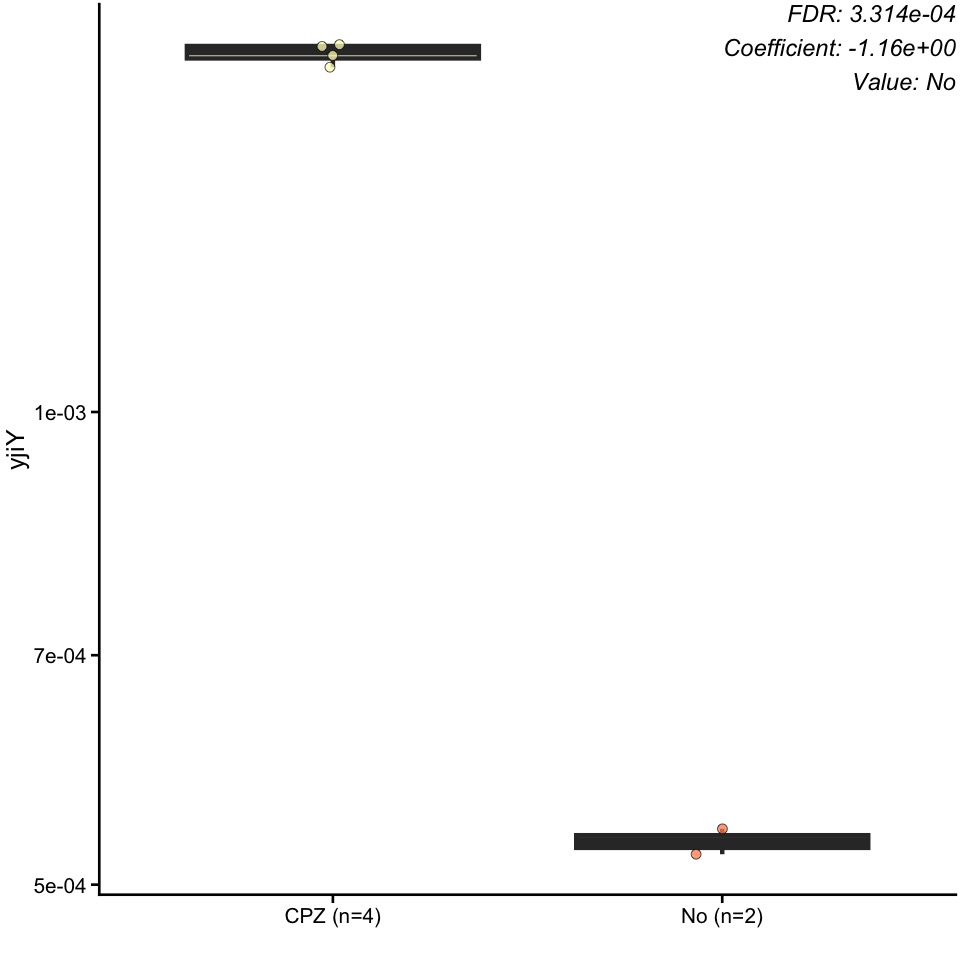 FDR: 3.314e-04
Coefficient: -1.16e+00
Value: No
yjiY
1e-03
7e-04
5e-04
CPZ (n=4)
No (n=2)